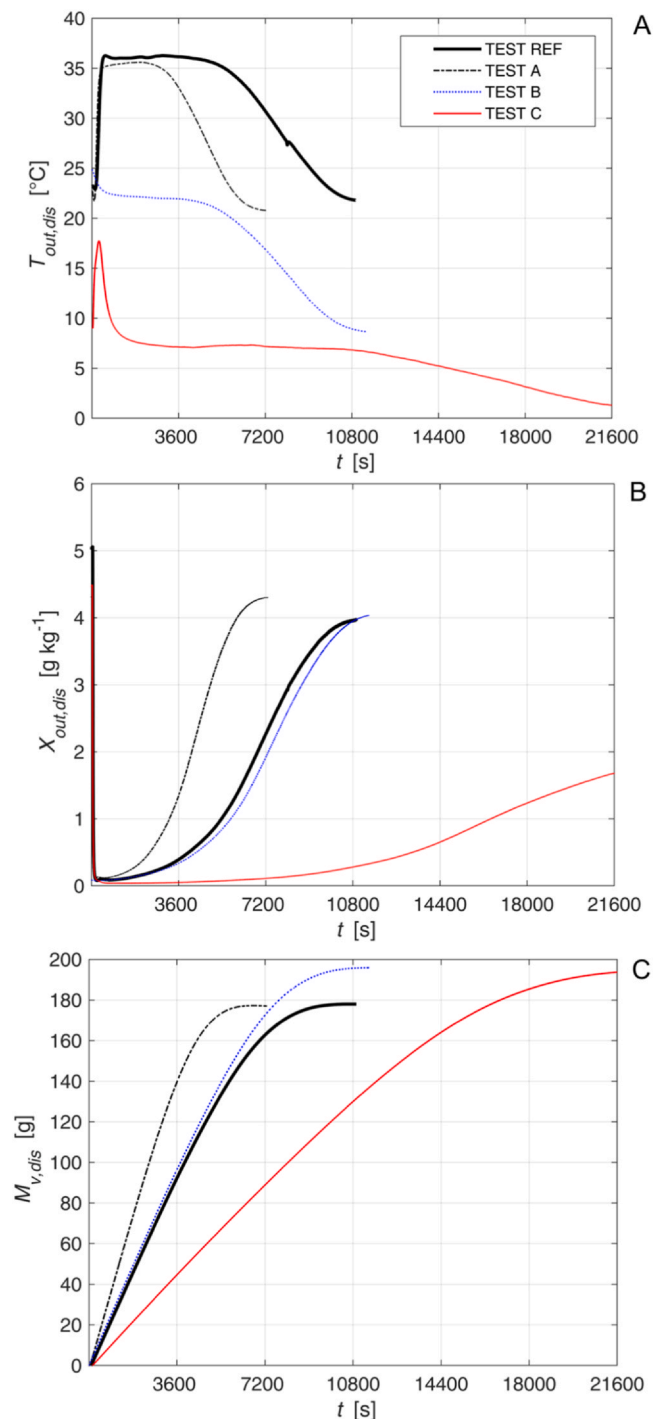 A
40
35
30
25
20
15
10
5
0
T_out,dis [°C]
TEST REF
TEST A
TEST B
TEST C
3600 7200 10800 14400 18000 21600
t [s]
B
6
5
4
3
2
1
0
X_out,dis [g kg⁻¹]
3600 7200 10800 14400 18000 21600
t [s]
C
200
180
160
140
120
100
80
60
40
20
0
M_v,dis [g]
3600 7200 10800 14400 18000 21600
t [s]